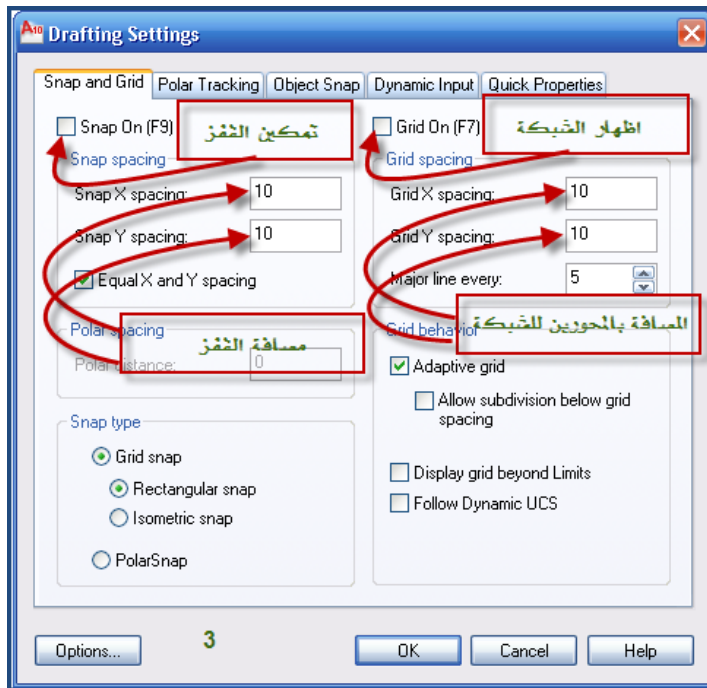 A10 Drafting Settings
Snap and Grid Polar Tracking Object Snap Dynamic Input Quick Properties
Snap On (F9)
تمكين القفز
Grid On (F7)
اظهار الشبكة
Snap spacing
Snap X spacing: 10
Snap Y spacing: 10
Equal X and Y spacing
Grid spacing
Grid X spacing: 10
Grid Y spacing: 10
Major line every: 5
Polar spacing
مسافة القفز
Polar distance: 0
المسافة بالمحورين للشبكة
Grid behavior
Adaptive grid
Allow subdivision below grid
spacing
Display grid beyond Limits
Follow Dynamic UCS
Snap type
Grid snap
Rectangular snap
Isometric snap
PolarSnap
Options... 3 OK Cancel Help